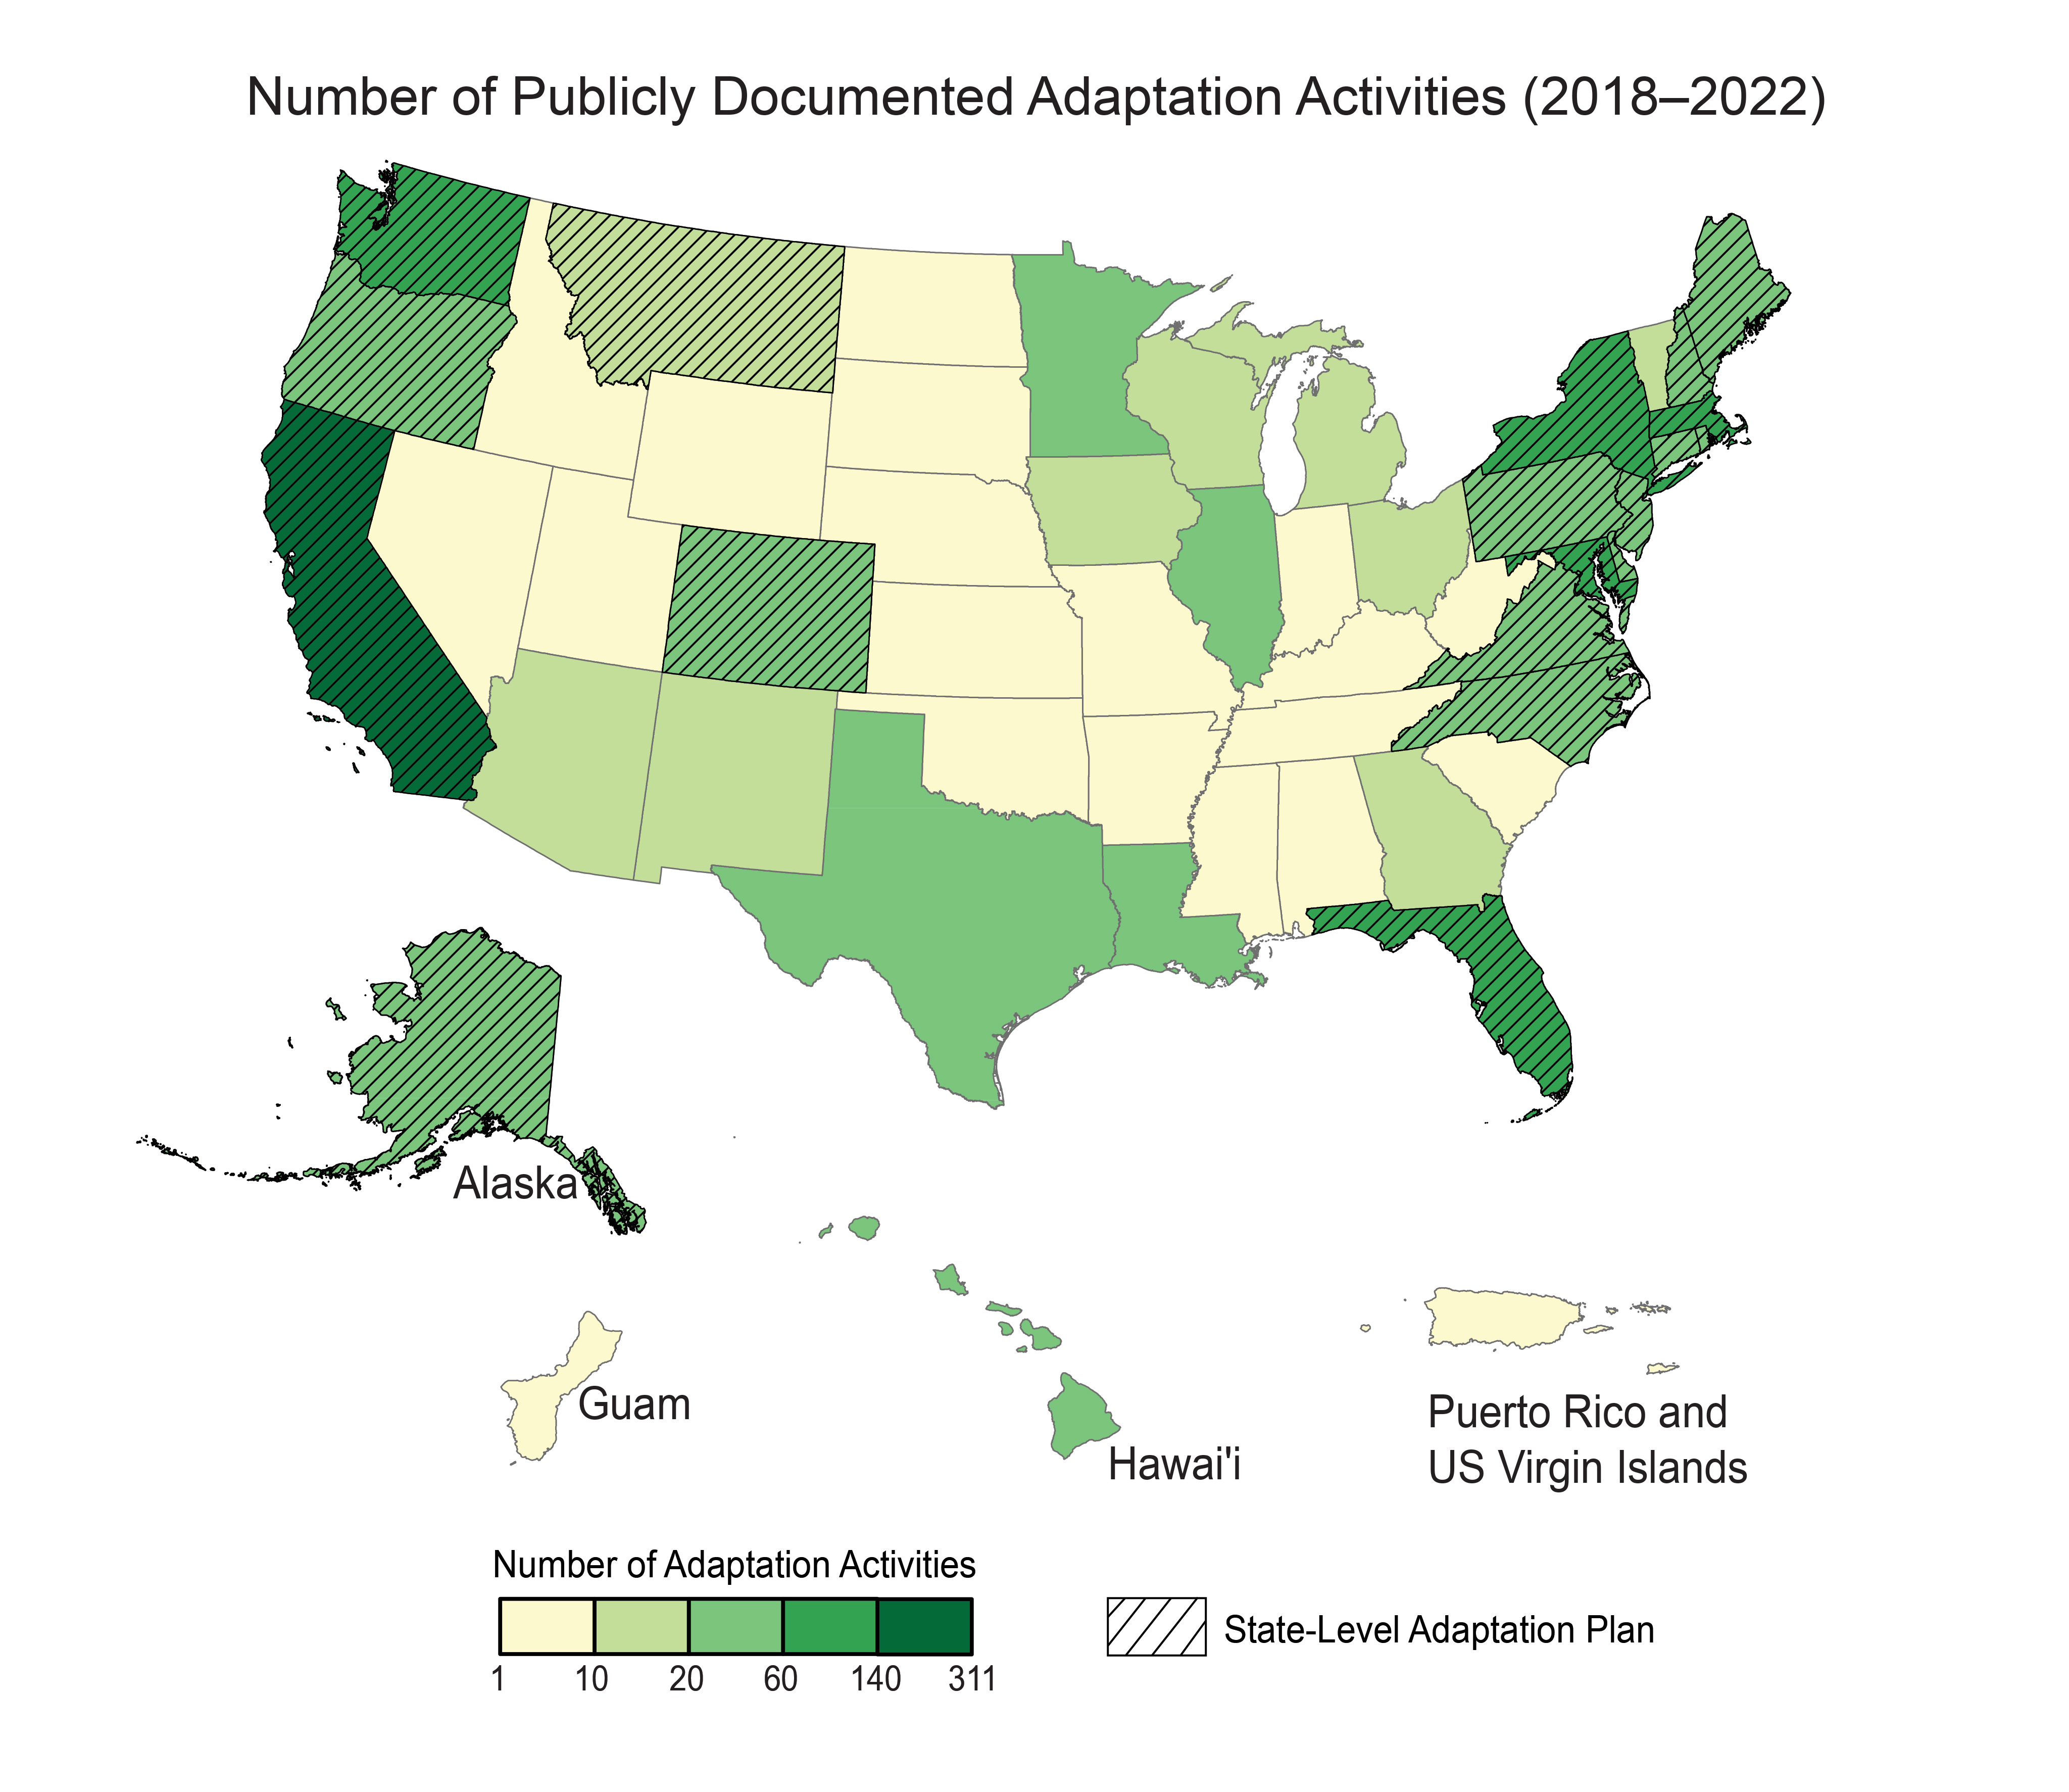 Number of Publicly Documented Adaptation Activities (2018–2022)
Alaska
Guam
Hawai'i
Puerto Rico and
US Virgin Islands
Number of Adaptation Activities
1 10 20 60 140 311
State-Level Adaptation Plan